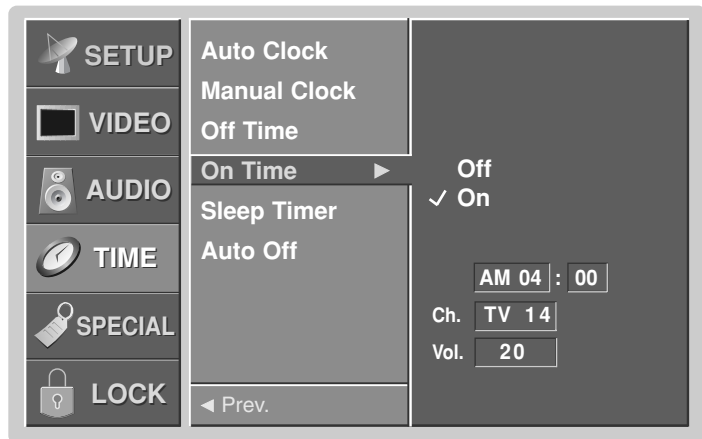 SETUP
VIDEO
AUDIO
TIME
SPECIAL
LOCK
Auto Clock
Manual Clock
Off Time
On Time ►
Sleep Timer
Auto Off
◄ Prev.
Off
✓ On
AM 04 : 00
Ch. TV 14
Vol. 20